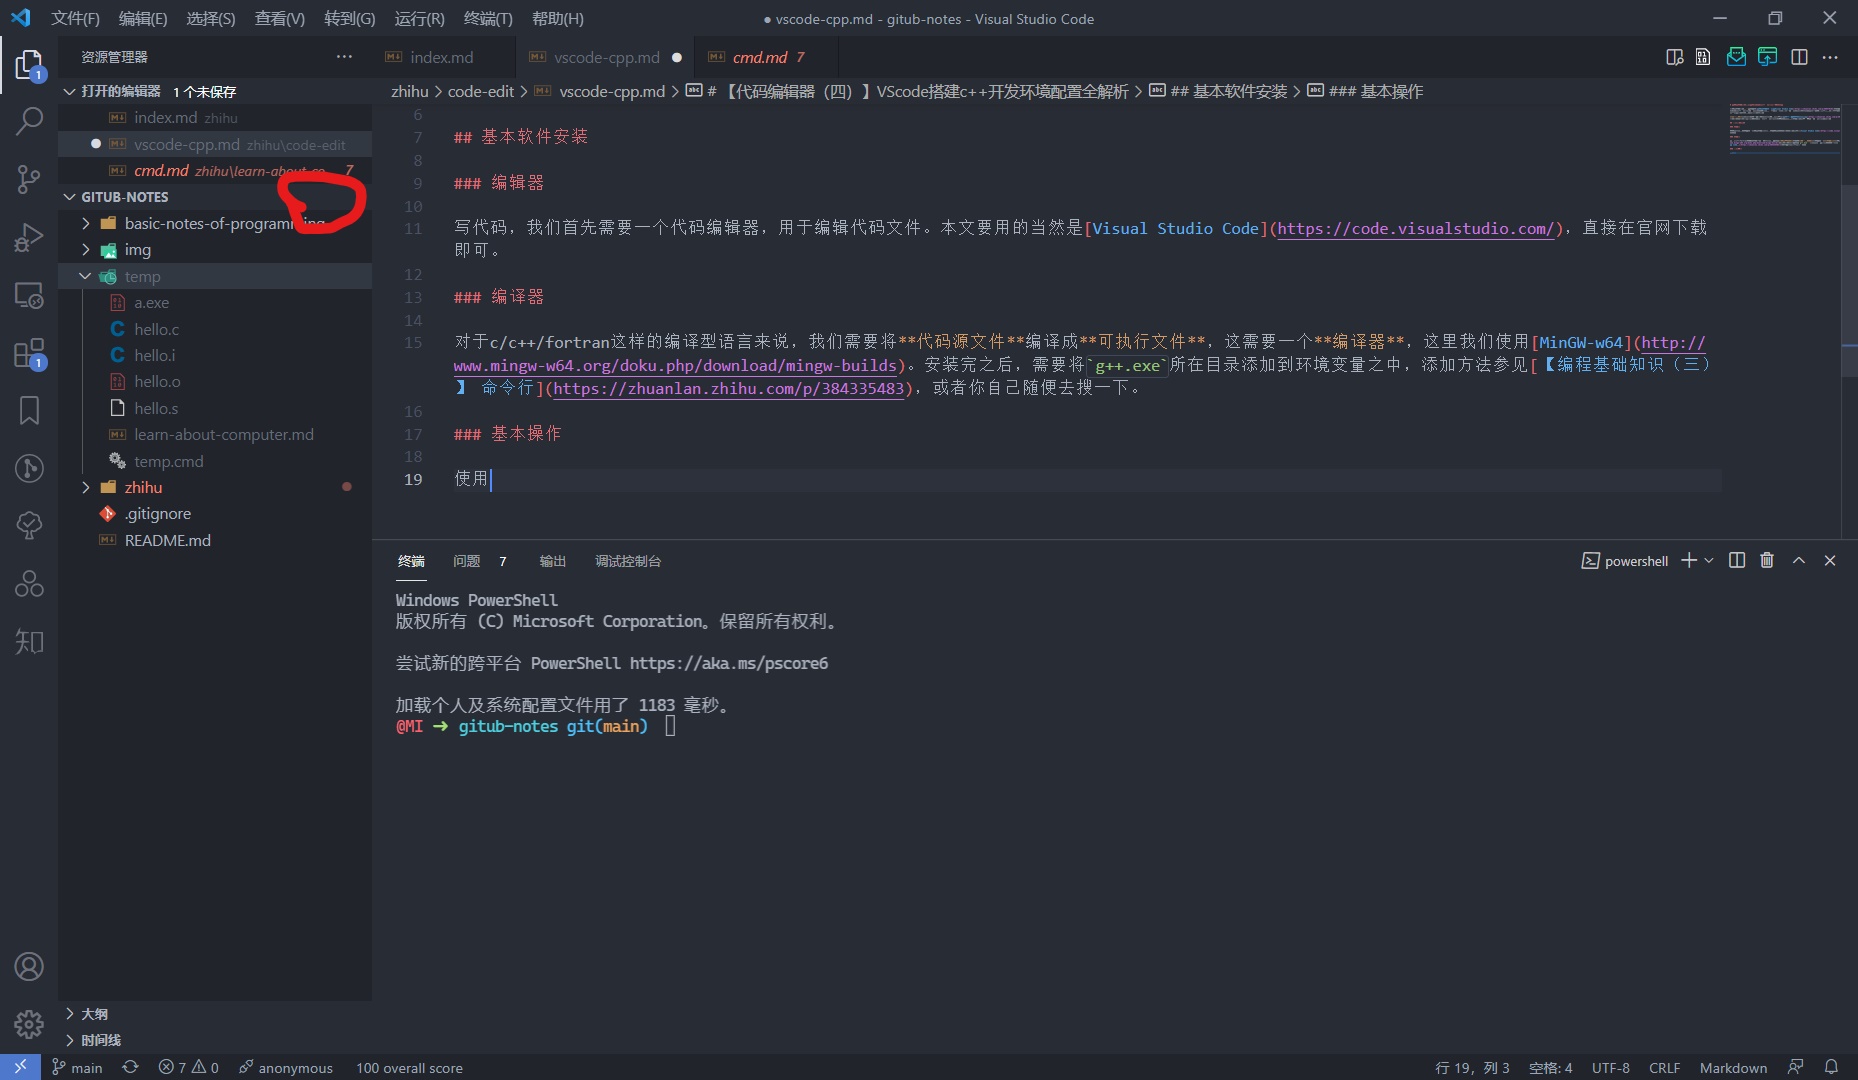 文件(F) 编辑(E) 选择(S) 查看(V) 转到(G) 运行(R) 终端(T) 帮助(H)
● vscode-cpp.md - gitub-notes - Visual Studio Code
资源管理器
index.md
vscode-cpp.md ●
cmd.md 7
打开的编辑器 1 个未保存
index.md zhihu
● vscode-cpp.md zhihu\code-edit
cmd.md zhihu\learn-about-co... 7
GITUB-NOTES
basic-notes-of-programming
img
temp
a.exe
hello.c
hello.i
hello.o
hello.s
learn-about-computer.md
temp.cmd
zhihu
.gitignore
README.md
大纲
时间线
zhihu > code-edit > vscode-cpp.md > # 【代码编辑器（四）】VScode搭建c++开发环境配置全解析 > ## 基本软件安装 > ### 基本操作
6
7 ## 基本软件安装
8
9 ### 编辑器
10
11 写代码，我们首先需要一个代码编辑器，用于编辑代码文件。本文要用的当然是[Visual Studio Code](https://code.visualstudio.com/)，直接在官网下载
即可。
12
13 ### 编译器
14
15 对于c/c++/fortran这样的编译型语言来说，我们需要将**代码源文件**编译成**可执行文件**，这需要一个**编译器**，这里我们使用[MinGW-w64](http://
www.mingw-w64.org/doku.php/download/mingw-builds)。安装完之后，需要将`g++.exe`所在目录添加到环境变量之中，添加方法参见[【编程基础知识（三）
】 命令行](https://zhuanlan.zhihu.com/p/384335483)，或者你自己随便去搜一下。
16
17 ### 基本操作
18
19 使用
终端 问题 7 输出 调试控制台
powershell
Windows PowerShell
版权所有 (C) Microsoft Corporation。保留所有权利。
尝试新的跨平台 PowerShell https://aka.ms/pscore6
加载个人及系统配置文件用了 1183 毫秒。
@MI ➜ gitub-notes git(main)
知
1
1
main
7 0
anonymous
100 overall score
行 19，列 3
空格: 4
UTF-8
CRLF
Markdown